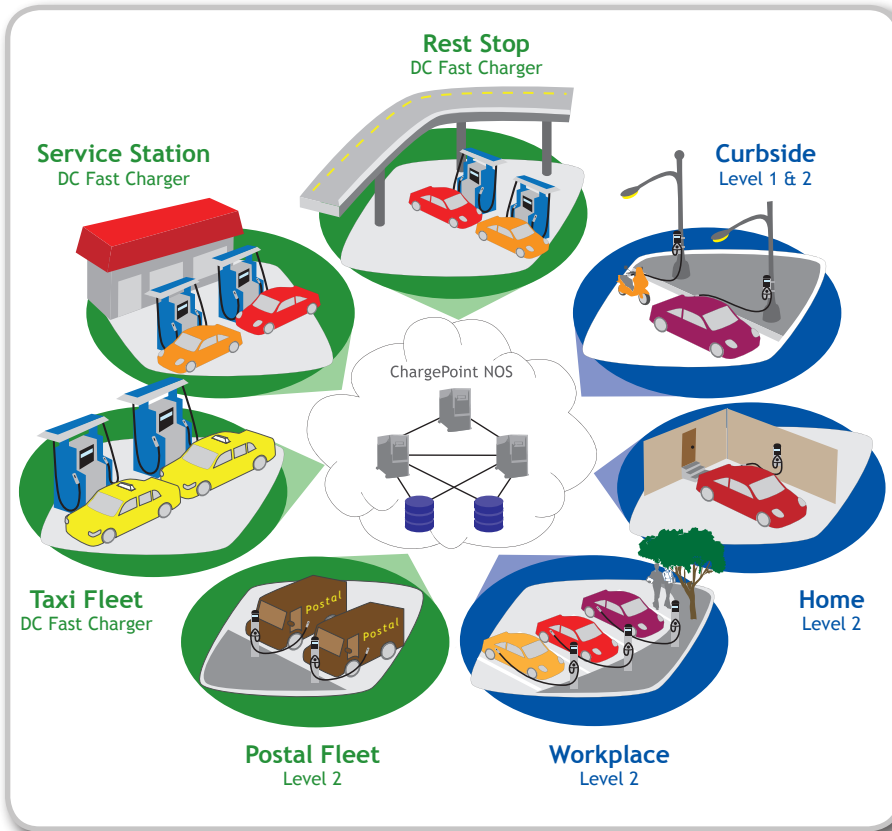 Rest Stop
DC Fast Charger
Service Station
DC Fast Charger
Curbside
Level 1 & 2
ChargePoint NOS
Taxi Fleet
DC Fast Charger
Home
Level 2
Postal
Postal
Postal Fleet
Level 2
Workplace
Level 2